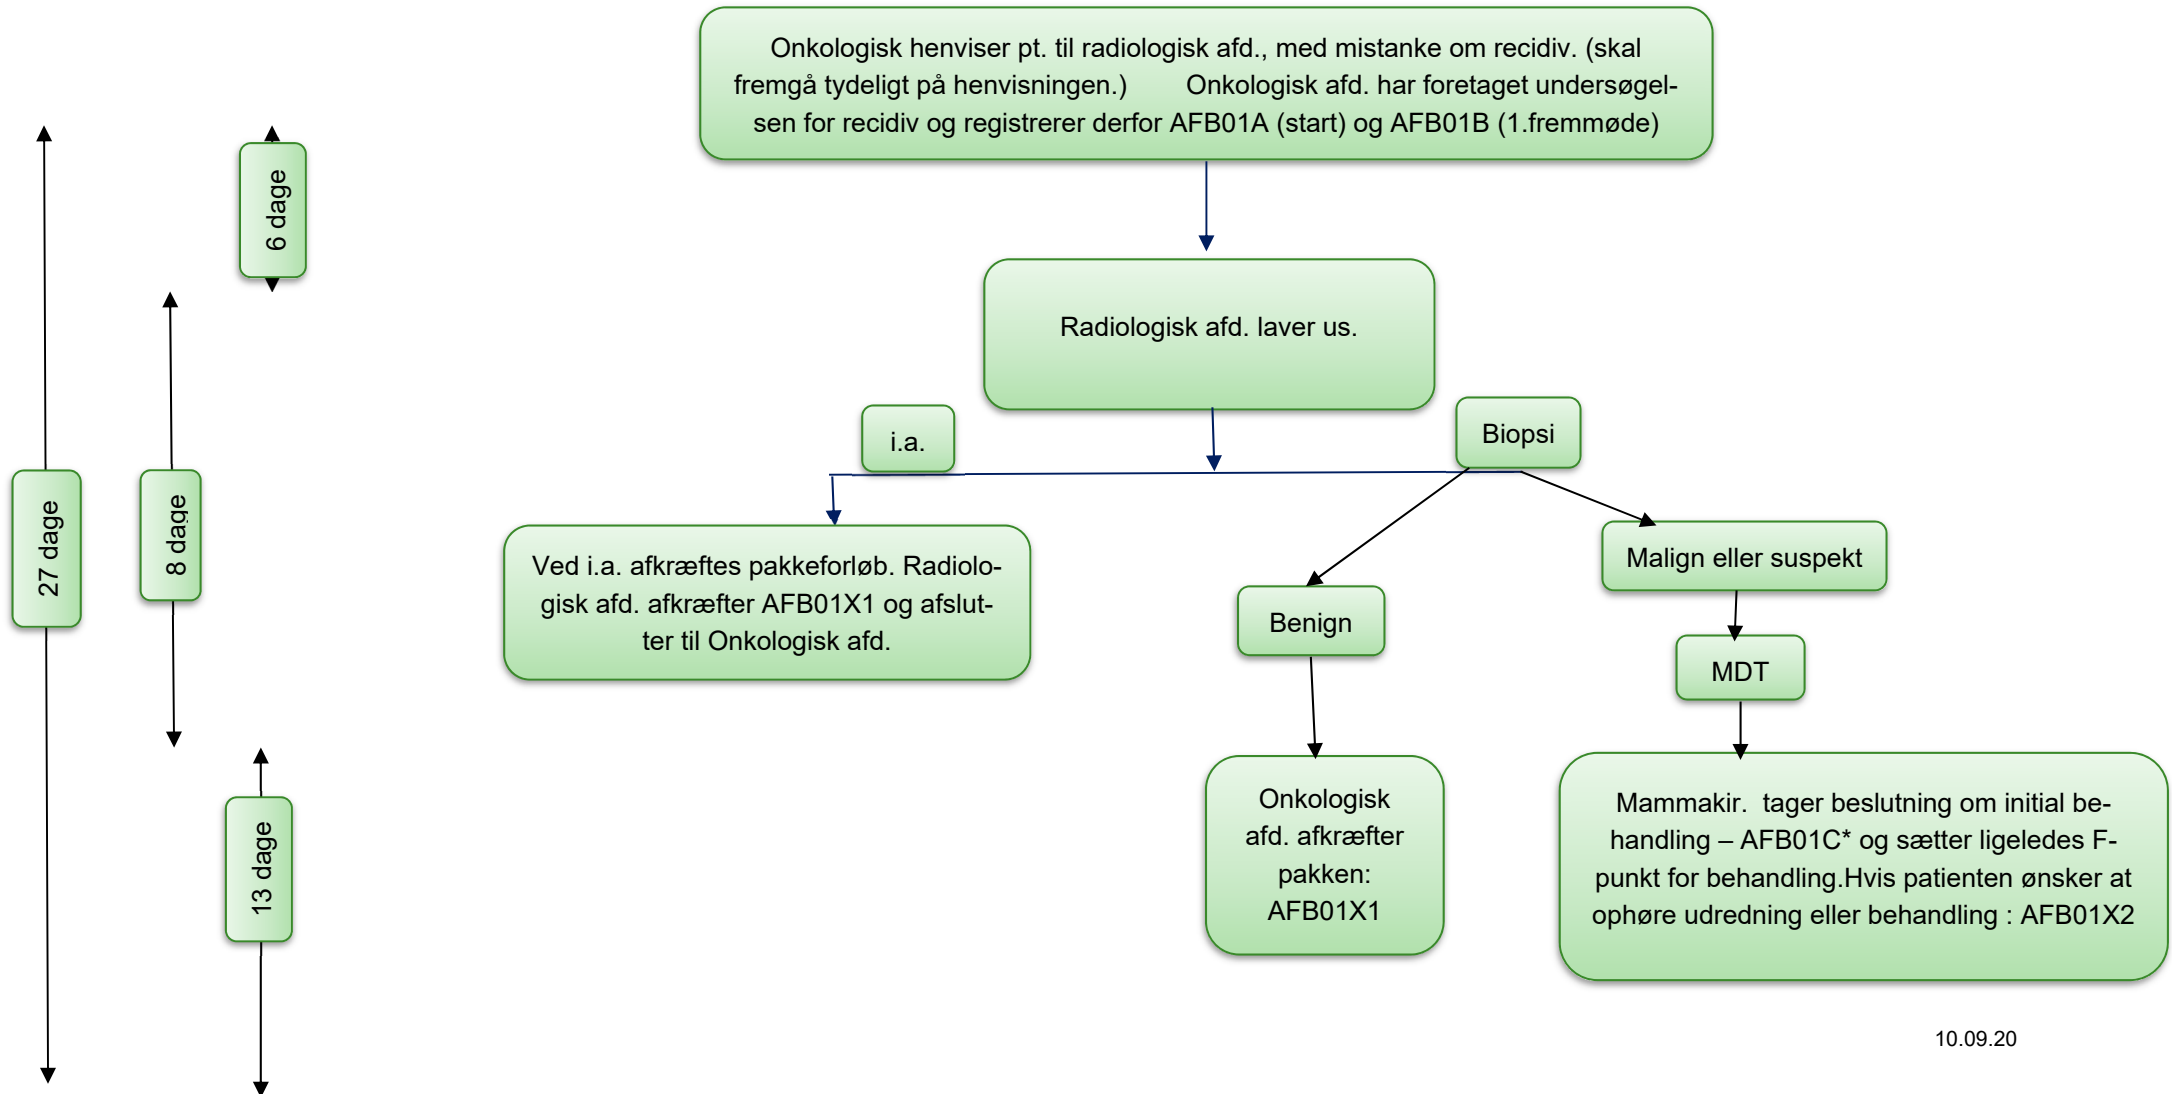 Onkologisk henviser pt. til radiologisk afd., med mistanke om recidiv. (skal
fremgå tydeligt på henvisningen.) Onkologisk afd. har foretaget undersøgel-
sen for recidiv og registrerer derfor AFB01A (start) og AFB01B (1.fremmøde)
6 dage
Radiologisk afd. laver us.
i.a.
Biopsi
27 dage
8 dage
Ved i.a. afkræftes pakkeforløb. Radiolo-
gisk afd. afkræfter AFB01X1 og afslut-
ter til Onkologisk afd.
Malign eller suspekt
Benign
MDT
13 dage
Onkologisk
afd. afkræfter
pakken:
AFB01X1
Mammakir. tager beslutning om initial be-
handling – AFB01C* og sætter ligeledes F-
punkt for behandling.Hvis patienten ønsker at
ophøre udredning eller behandling : AFB01X2
10.09.20